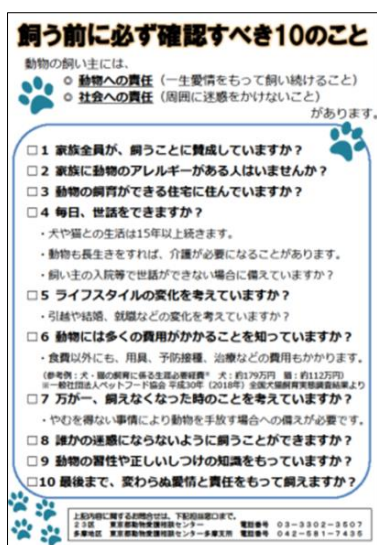 飼う前に必ず確認すべき10のこと
動物の飼い主には、
◎ 動物への責任（一生愛情をもって飼い続けること）
◎ 社会への責任（周囲に迷惑をかけないこと）
があります。
□1 家族全員が、飼うことに賛成していますか？
□2 家族に動物のアレルギーがある人はいませんか？
□3 動物の飼育ができる住宅に住んでいますか？
□4 毎日、世話をできますか？
・犬や猫との生活は15年以上続きます。
・動物も長生きをすれば、介護が必要になることがあります。
・飼い主の入院等で世話ができない場合に備えていますか？
□5 ライフスタイルの変化を考えていますか？
・引越や結婚、就職などの変化を考えていますか？
□6 動物には多くの費用がかかることを知っていますか？
・食費以外にも、用具、予防接種、治療などの費用もかかります。
（参考例：犬・猫の飼育に係る生涯必要経費※ 犬：約179万円 猫：約112万円）
※一般社団法人ペットフード協会 平成30年（2018年）全国犬猫飼育実態調査結果より
□7 万が一、飼えなくなった時のことを考えていますか？
・やむを得ない事情により動物を手放す場合への備えが必要です。
□8 誰かの迷惑にならないように飼うことができますか？
□9 動物の習性や正しいしつけの知識をもっていますか？
□10 最後まで、変わらぬ愛情と責任をもって飼えますか？
上記内容に関するお問合せは、下記担当窓口まで。
23区 東京都動物愛護相談センター 電話番号 03-3302-3507
多摩地区 東京都動物愛護相談センター多摩支所 電話番号 042-581-7435